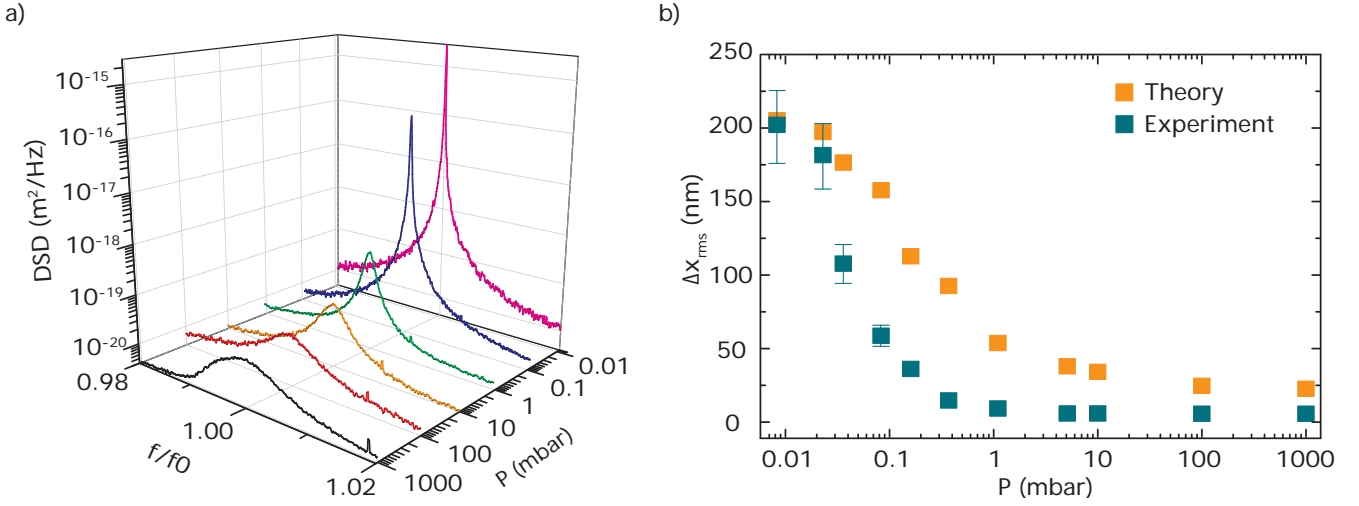 a)
DSD (m²/Hz)
10⁻¹⁵
10⁻¹⁶
10⁻¹⁷
10⁻¹⁸
10⁻¹⁹
10⁻²⁰
0.98
1.00
1.02
f/f0
0.01
0.1
1
10
100
1000
P (mbar)
b)
Δx_rms (nm)
250
200
150
100
50
0
Theory
Experiment
0.01 0.1 1 10 100 1000
P (mbar)